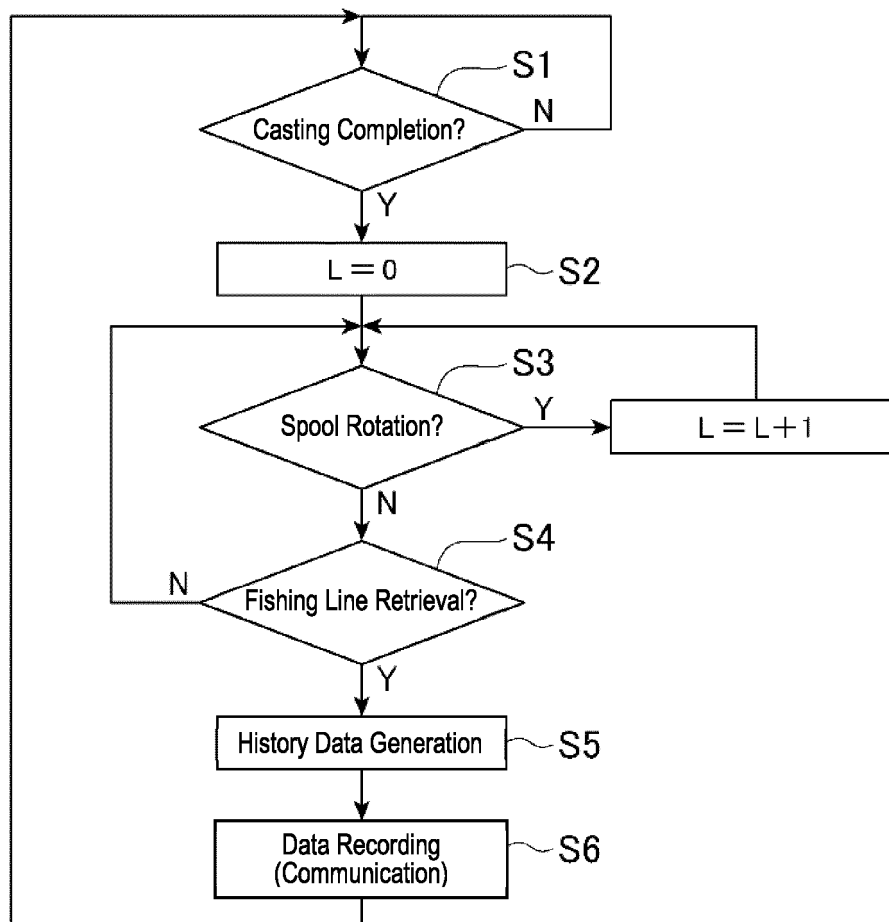 S1
Casting Completion?
N
Y
L = 0
S2
S3
Spool Rotation?
Y
L = L+1
N
S4
N
Fishing Line Retrieval?
Y
History Data Generation
S5
Data Recording
(Communication)
S6